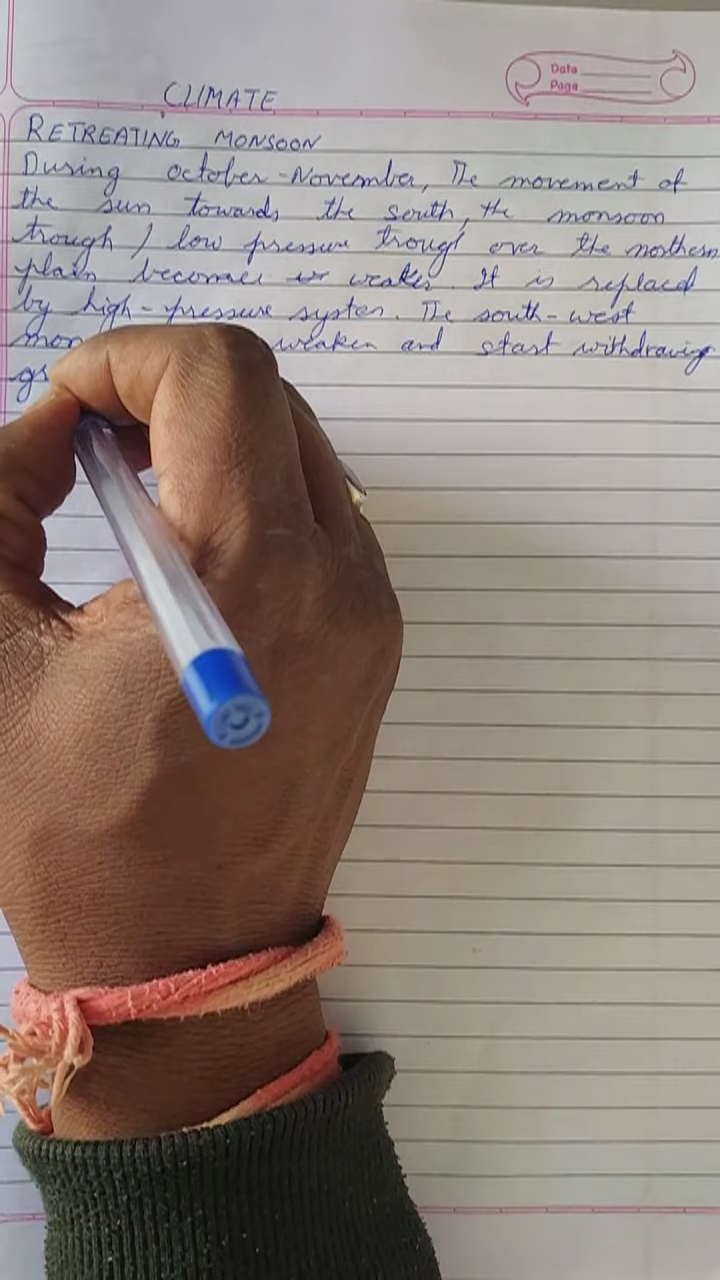 Date
Page
CLIMATE
RETREATING MONSOON
During october-November, The movement of
the sun towards the south, the monsoon
trough / low pressure trough over the northern
plain becomes weaker. It is replaced
by high-pressure system. The south-west
mon weaken and start withdrawing
gr